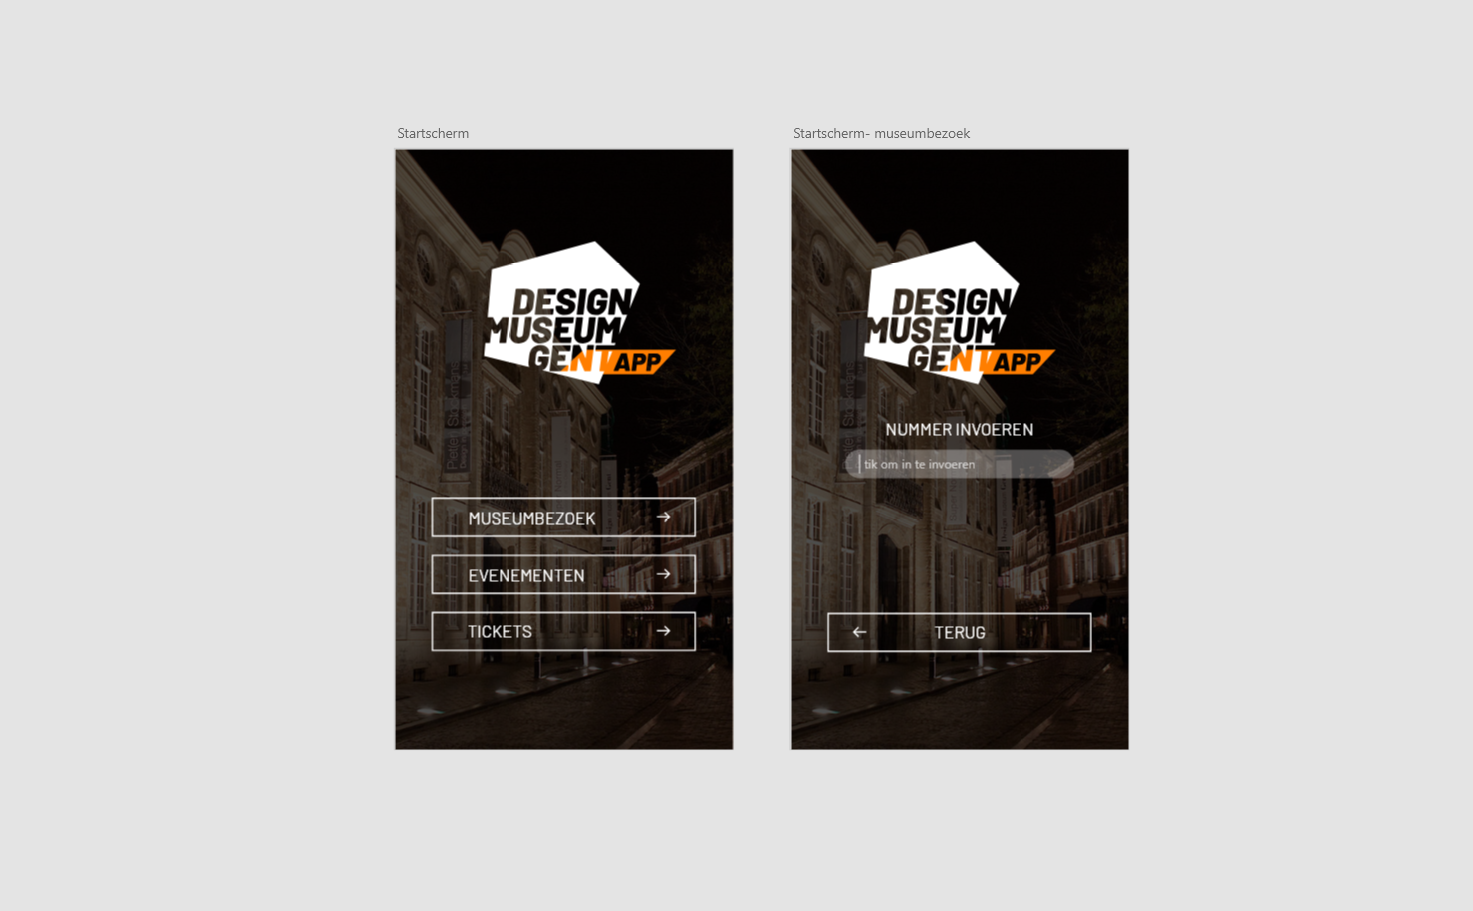 Startscherm
DESIGN
MUSEUM
GENT APP
MUSEUMBEZOEK
EVENEMENTEN
TICKETS
Startscherm- museumbezoek
DESIGN
MUSEUM
GENT APP
NUMMER INVOEREN
tik om in te invoeren
TERUG